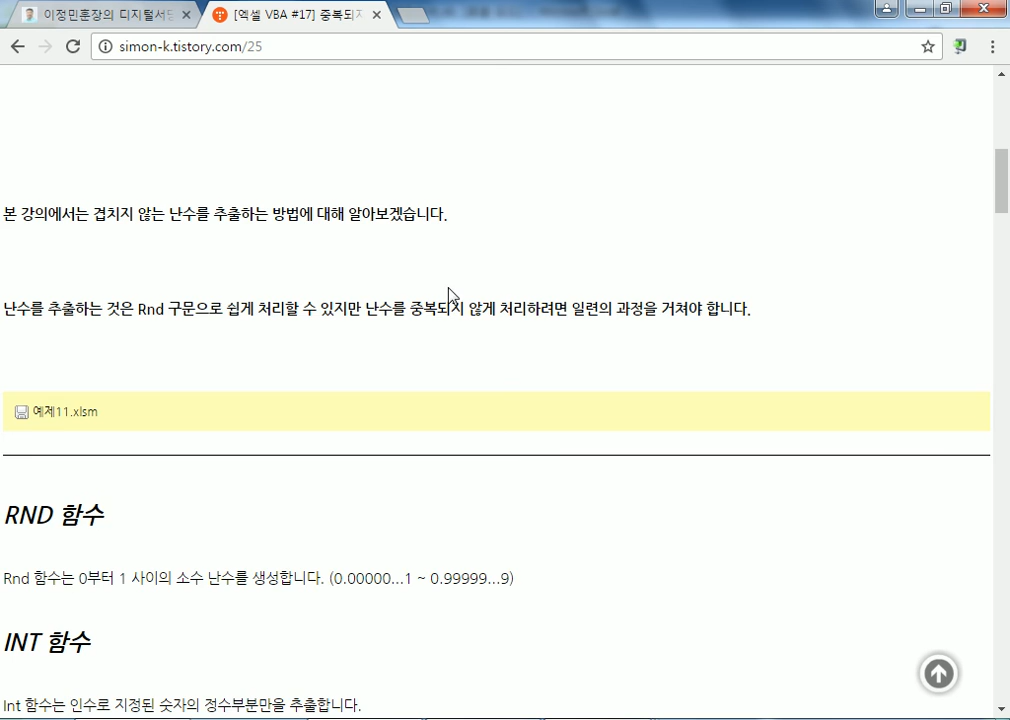 이정민훈장의 디지털서당
[엑셀 VBA #17] 중복되지
simon-k.tistory.com/25
본 강의에서는 겹치지 않는 난수를 추출하는 방법에 대해 알아보겠습니다.
난수를 추출하는 것은 Rnd 구문으로 쉽게 처리할 수 있지만 난수를 중복되지 않게 처리하려면 일련의 과정을 거쳐야 합니다.
예제11.xlsm
RND 함수
Rnd 함수는 0부터 1 사이의 소수 난수를 생성합니다. (0.00000...1 ~ 0.99999...9)
INT 함수
Int 함수는 인수로 지정된 숫자의 정수부분만을 추출합니다.